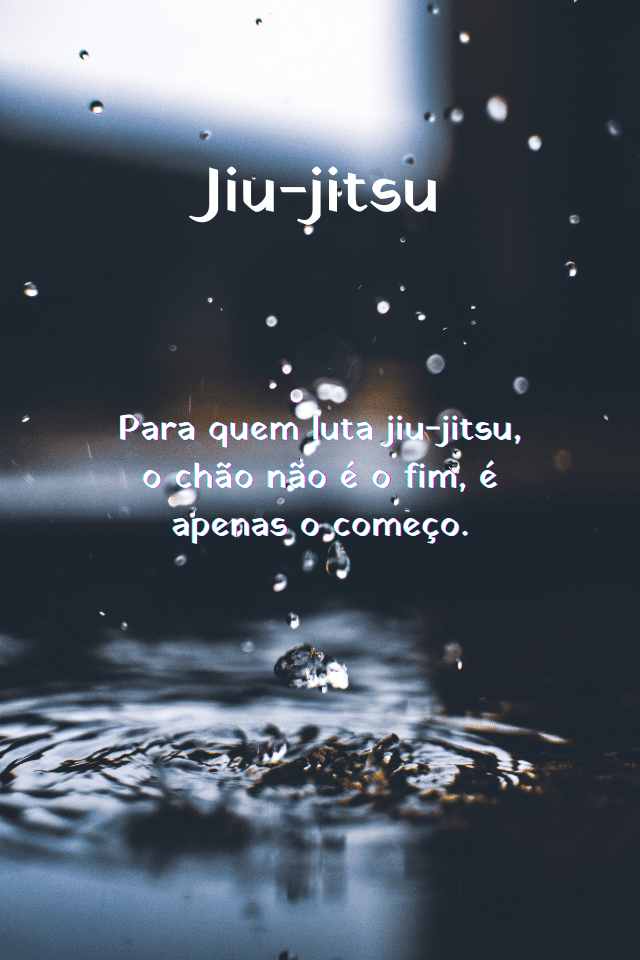 Jiu-jitsu
Para quem luta jiu-jitsu,
o chão não é o fim, é
apenas o começo.